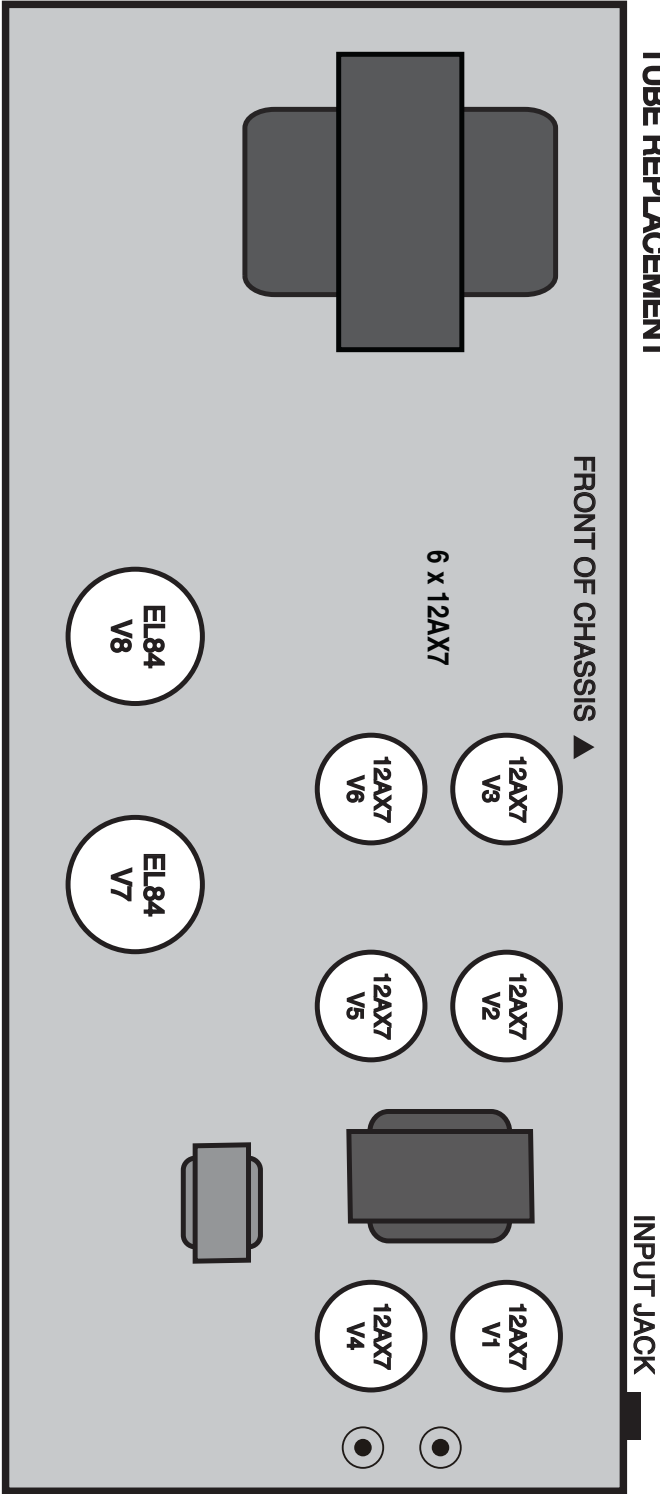 TUBE REPLACEMENT
INPUT JACK
FRONT OF CHASSIS ▲
12AX7
V3
12AX7
V2
12AX7
V1
6 x 12AX7
12AX7
V6
12AX7
V5
12AX7
V4
EL84
V8
EL84
V7